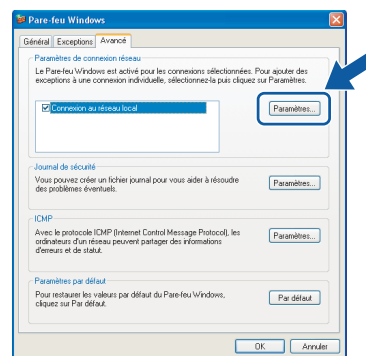 Pare-feu Windows
Général Exceptions Avancé
Paramètres de connexion réseau
Le Pare-feu Windows est activé pour les connexions sélectionnées. Pour ajouter des
exceptions à une connexion individuelle, sélectionnez-la puis cliquez sur Paramètres.
Connexion au réseau local
Paramètres...
Journal de sécurité
Vous pouvez créer un fichier journal pour vous aider à résoudre
des problèmes éventuels.
Paramètres...
ICMP
Avec le protocole ICMP (Internet Control Message Protocol), les
ordinateurs d'un réseau peuvent partager des informations
d'erreurs et de statut.
Paramètres...
Paramètres par défaut
Pour restaurer les valeurs par défaut du Pare-feu Windows,
cliquez sur Par défaut.
Par défaut
OK Annuler